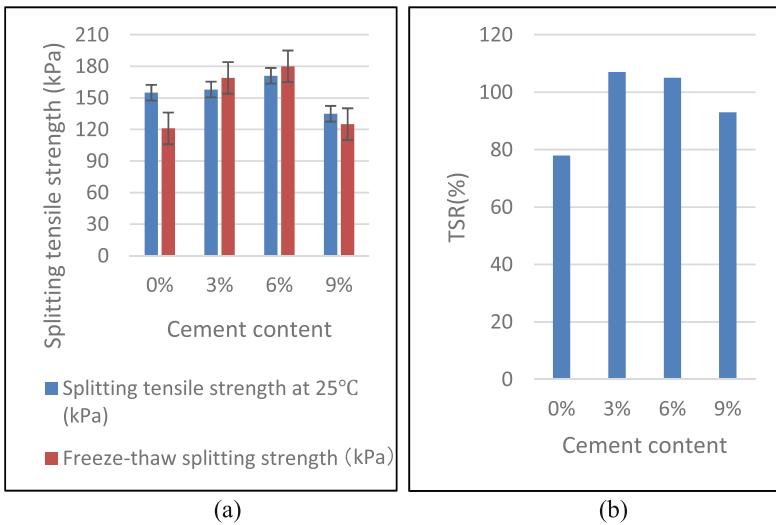 Splitting tensile strength (kPa)
210
180
150
120
90
60
30
0
0% 3% 6% 9%
Cement content
Splitting tensile strength at 25℃
(kPa)
Freeze-thaw splitting strength（kPa）
(a)
TSR(%)
120
100
80
60
40
20
0
0% 3% 6% 9%
Cement content
(b)